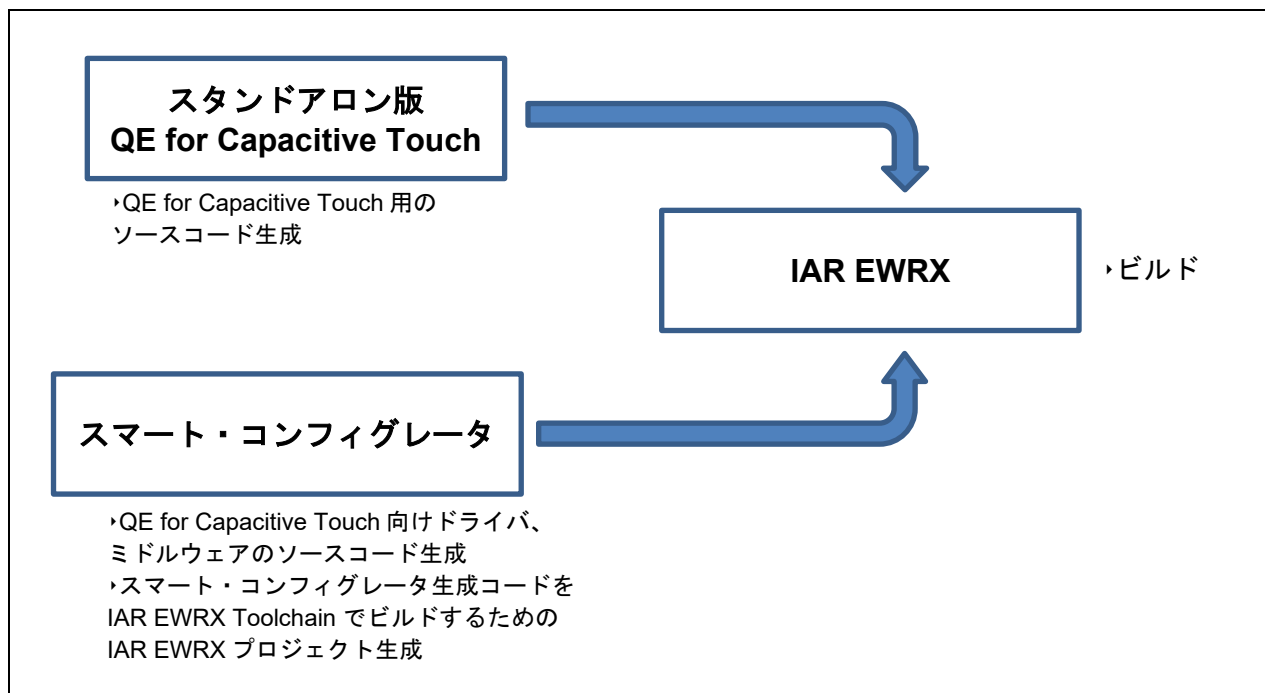 スタンドアロン版
QE for Capacitive Touch
‣QE for Capacitive Touch 用の
ソースコード生成
IAR EWRX
‣ビルド
スマート・コンフィグレータ
‣QE for Capacitive Touch 向けドライバ、
ミドルウェアのソースコード生成
‣スマート・コンフィグレータ生成コードを
IAR EWRX Toolchain でビルドするための
IAR EWRX プロジェクト生成